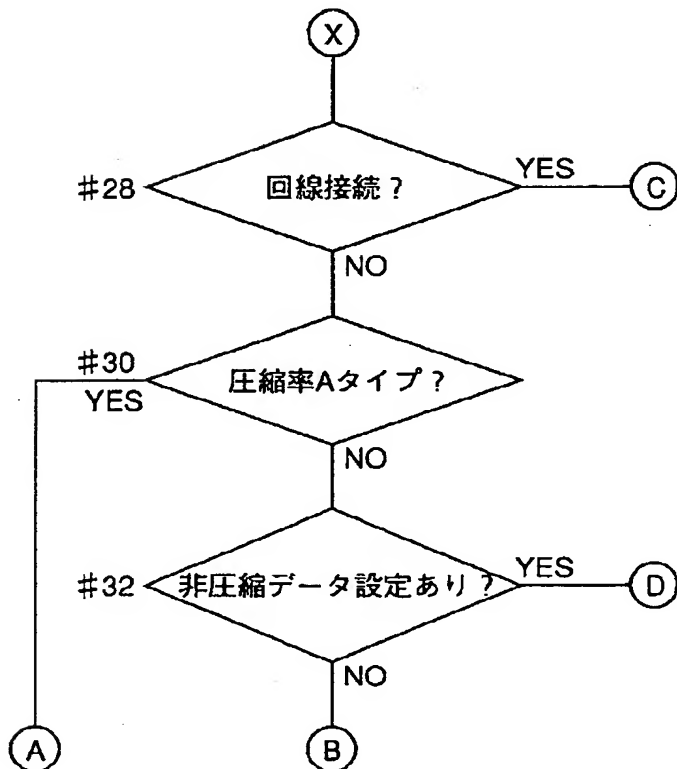 X
#28
回線接続？
YES
C
NO
#30
YES
圧縮率Aタイプ？
NO
#32
非圧縮データ設定あり？
YES
D
NO
A
B